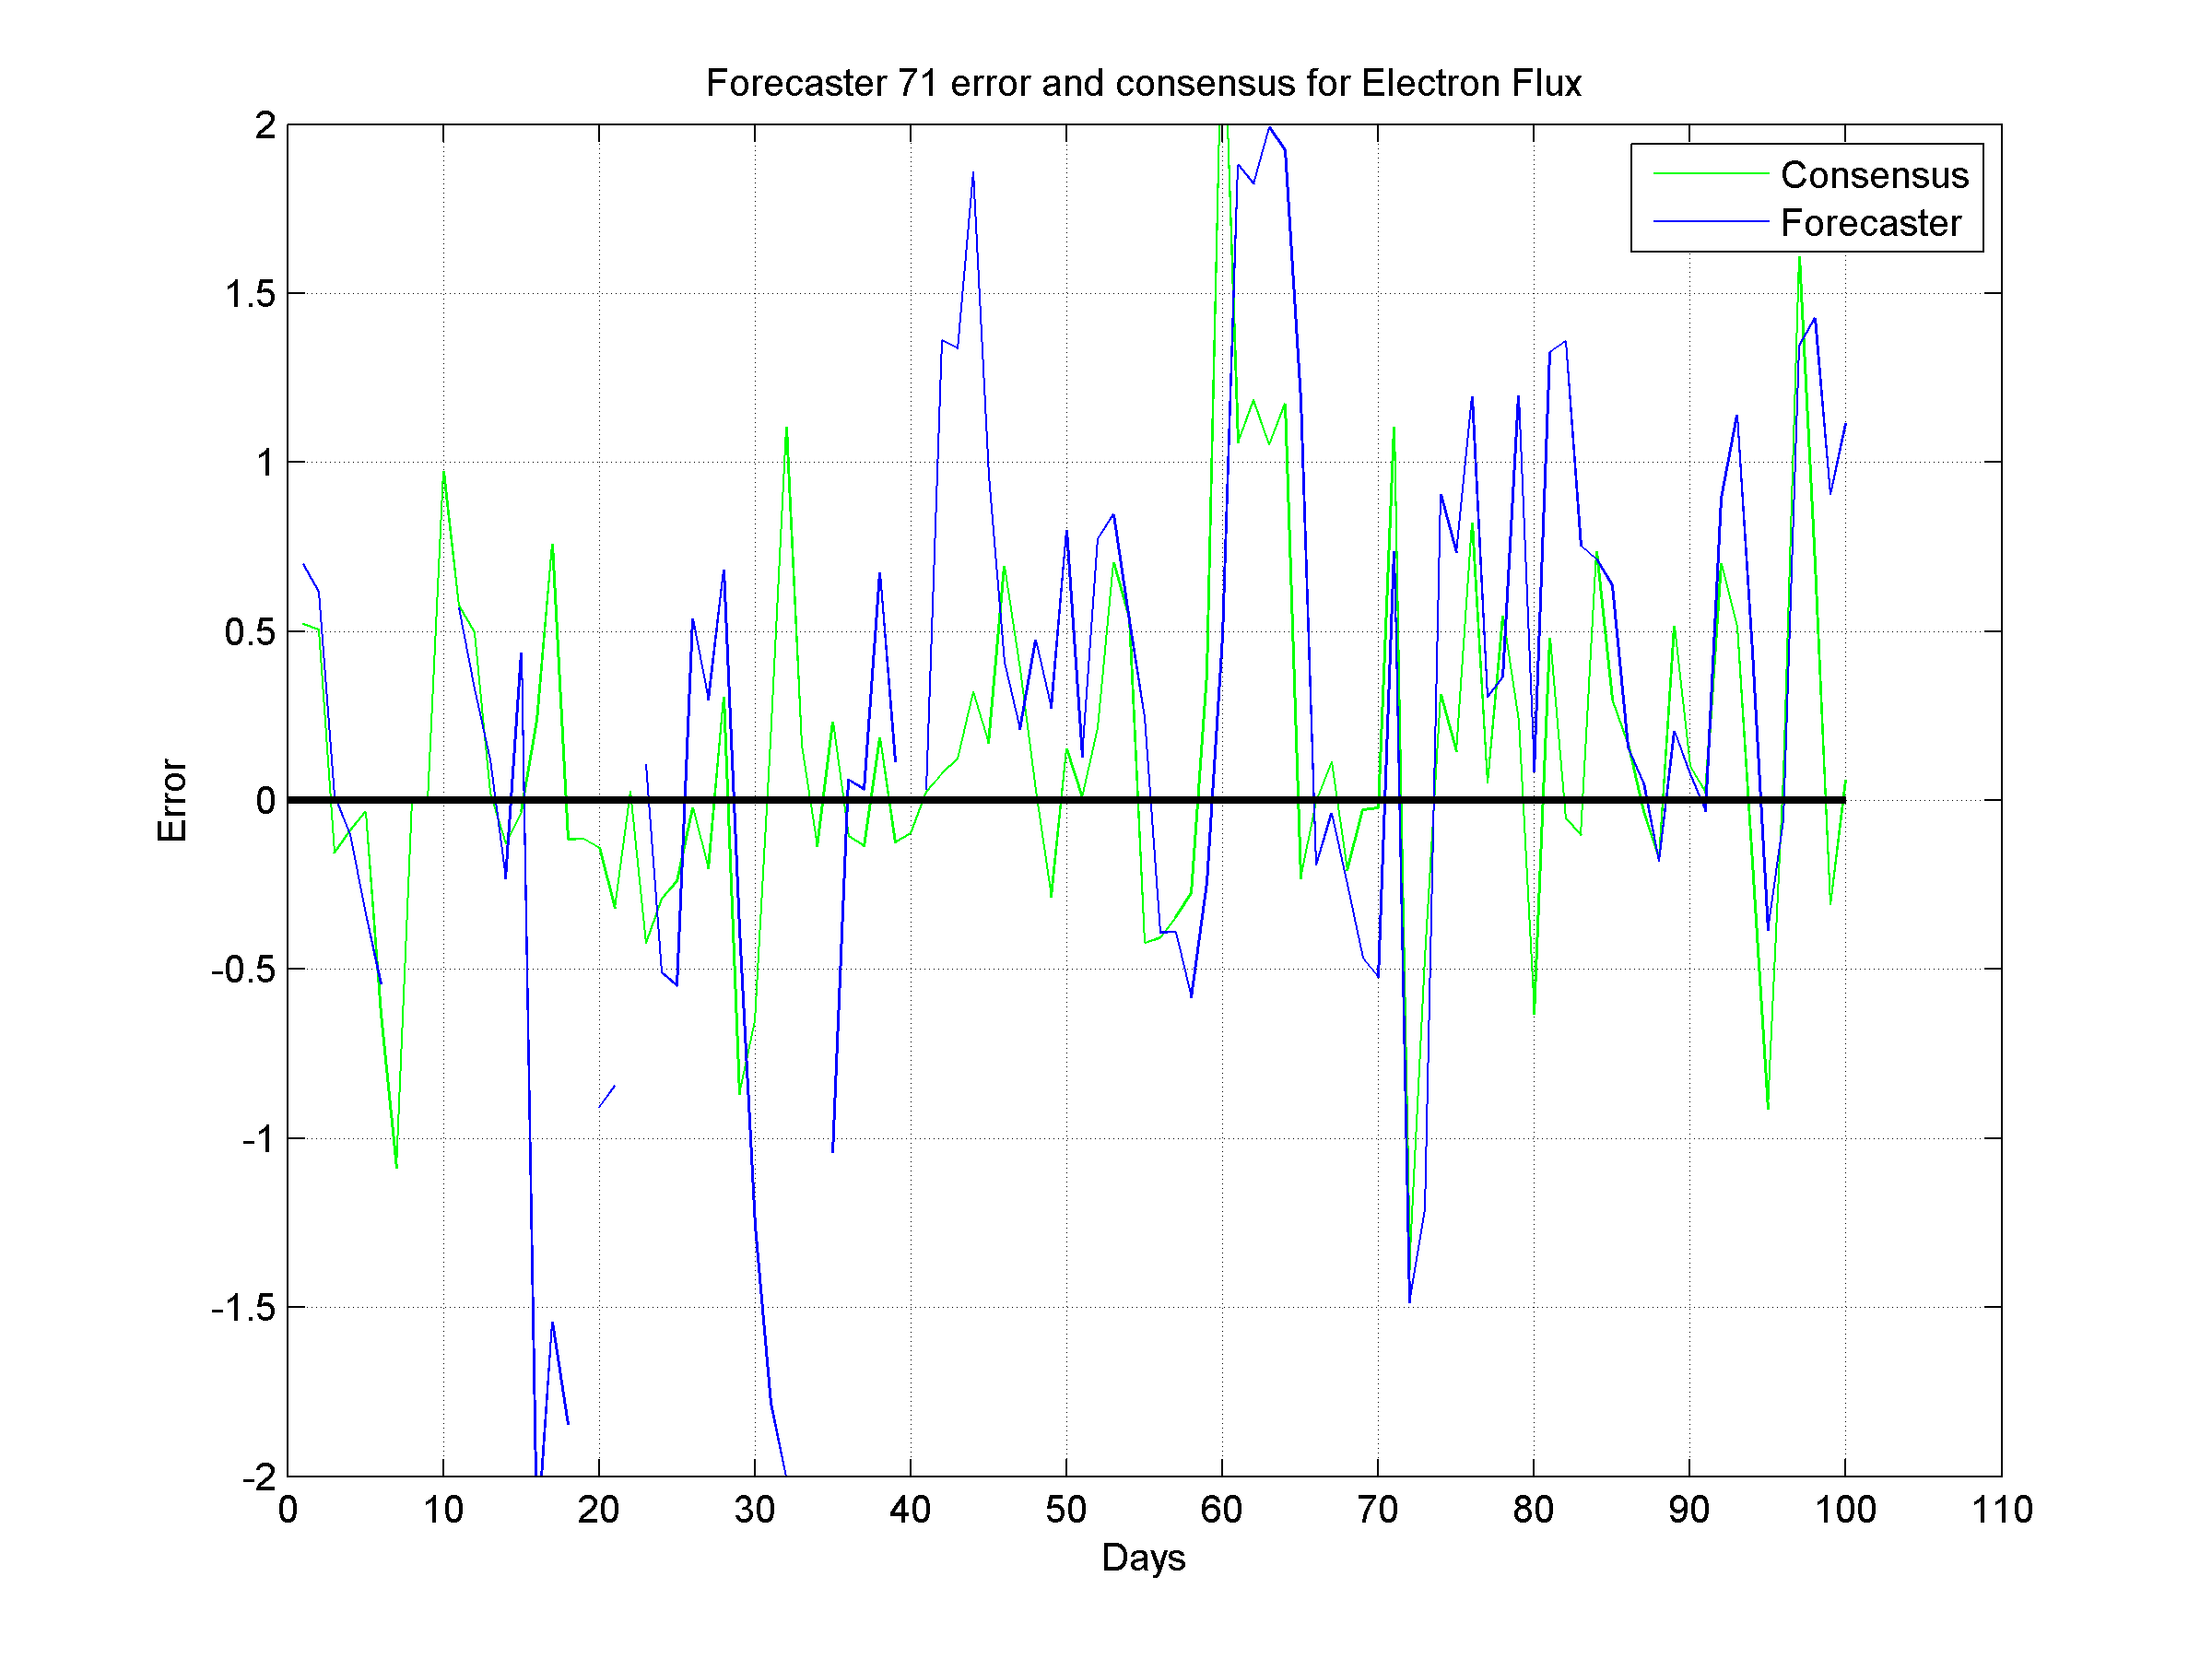 Forecaster 71 error and consensus for Electron Flux
2
1.5
1
0.5
0
-0.5
-1
-1.5
-2
Error
Consensus
Forecaster
0 10 20 30 40 50 60 70 80 90 100 110
Days